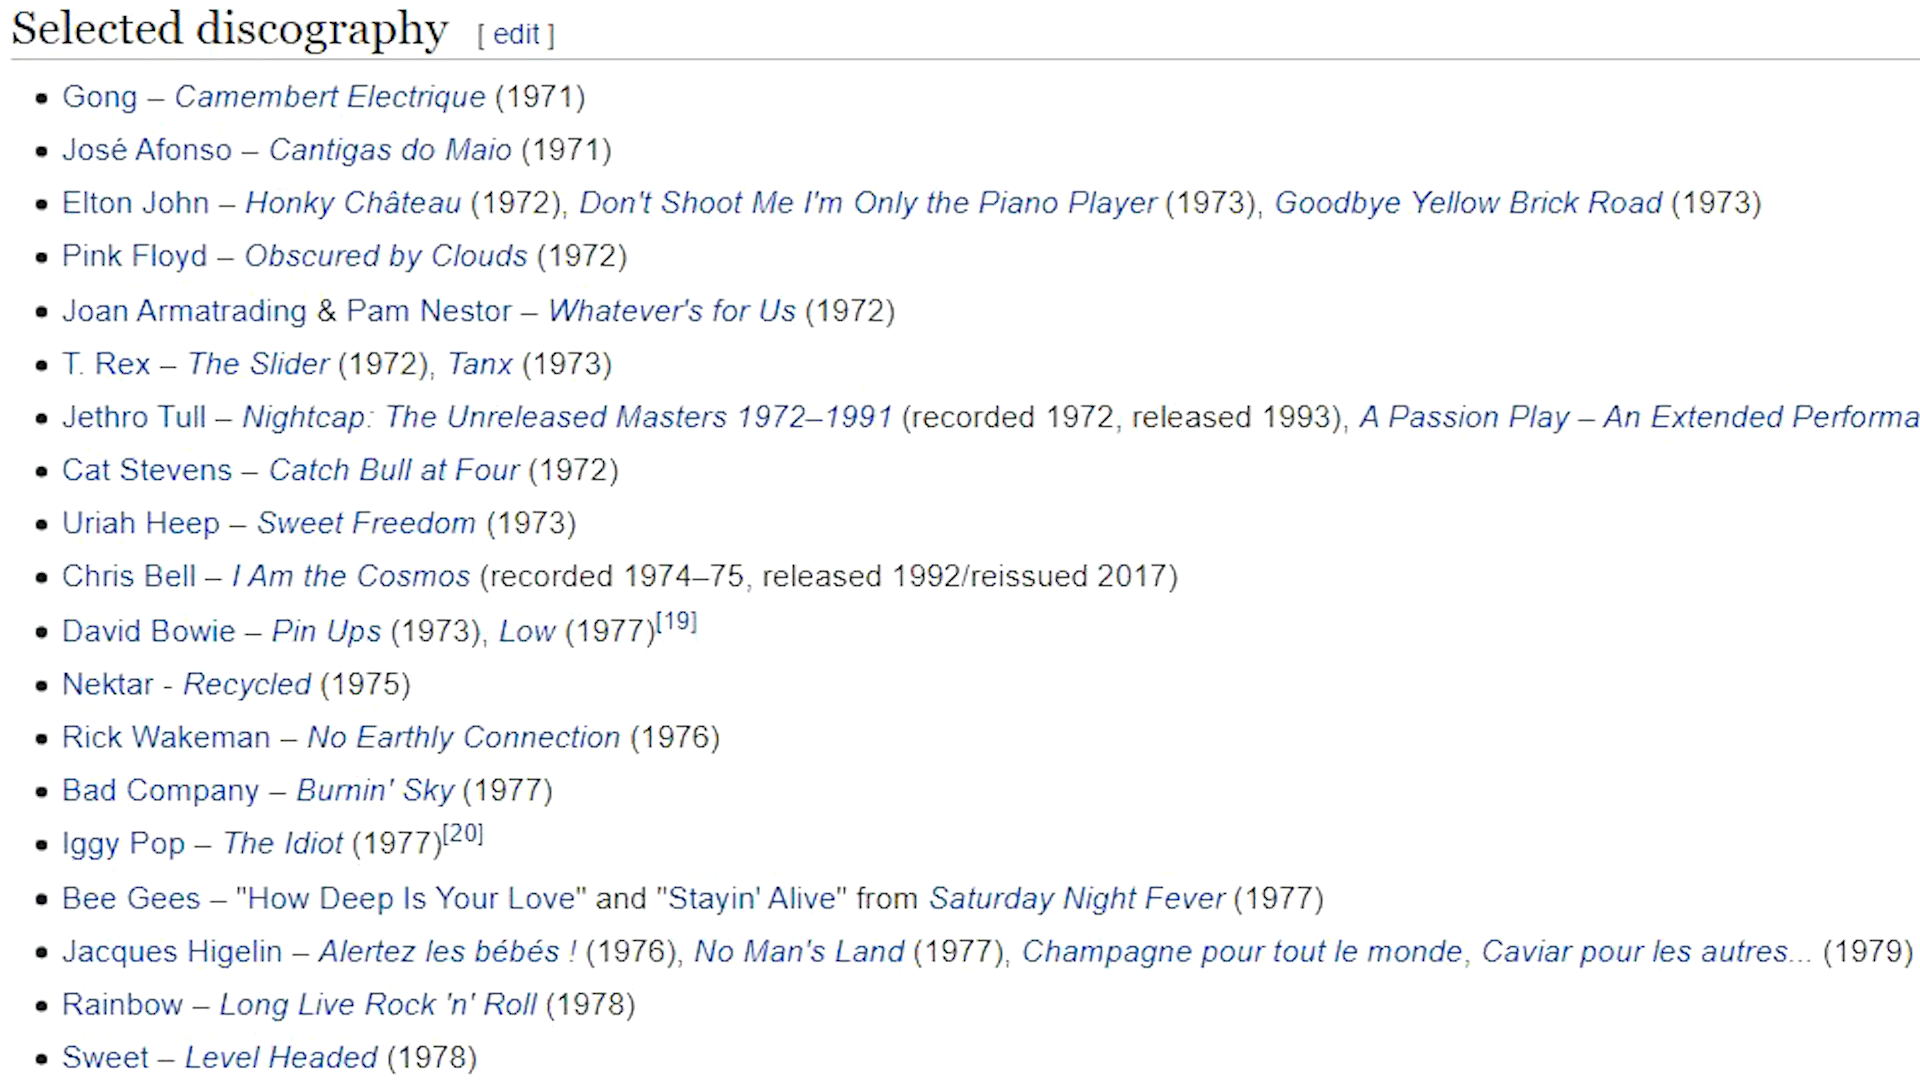 Selected discography [ edit ]
• Gong – Camembert Electrique (1971)
• José Afonso – Cantigas do Maio (1971)
• Elton John – Honky Château (1972), Don't Shoot Me I'm Only the Piano Player (1973), Goodbye Yellow Brick Road (1973)
• Pink Floyd – Obscured by Clouds (1972)
• Joan Armatrading & Pam Nestor – Whatever's for Us (1972)
• T. Rex – The Slider (1972), Tanx (1973)
• Jethro Tull – Nightcap: The Unreleased Masters 1972–1991 (recorded 1972, released 1993), A Passion Play – An Extended Performa
• Cat Stevens – Catch Bull at Four (1972)
• Uriah Heep – Sweet Freedom (1973)
• Chris Bell – I Am the Cosmos (recorded 1974–75, released 1992/reissued 2017)
• David Bowie – Pin Ups (1973), Low (1977)[19]
• Nektar - Recycled (1975)
• Rick Wakeman – No Earthly Connection (1976)
• Bad Company – Burnin' Sky (1977)
• Iggy Pop – The Idiot (1977)[20]
• Bee Gees – "How Deep Is Your Love" and "Stayin' Alive" from Saturday Night Fever (1977)
• Jacques Higelin – Alertez les bébés ! (1976), No Man's Land (1977), Champagne pour tout le monde, Caviar pour les autres... (1979)
• Rainbow – Long Live Rock 'n' Roll (1978)
• Sweet – Level Headed (1978)